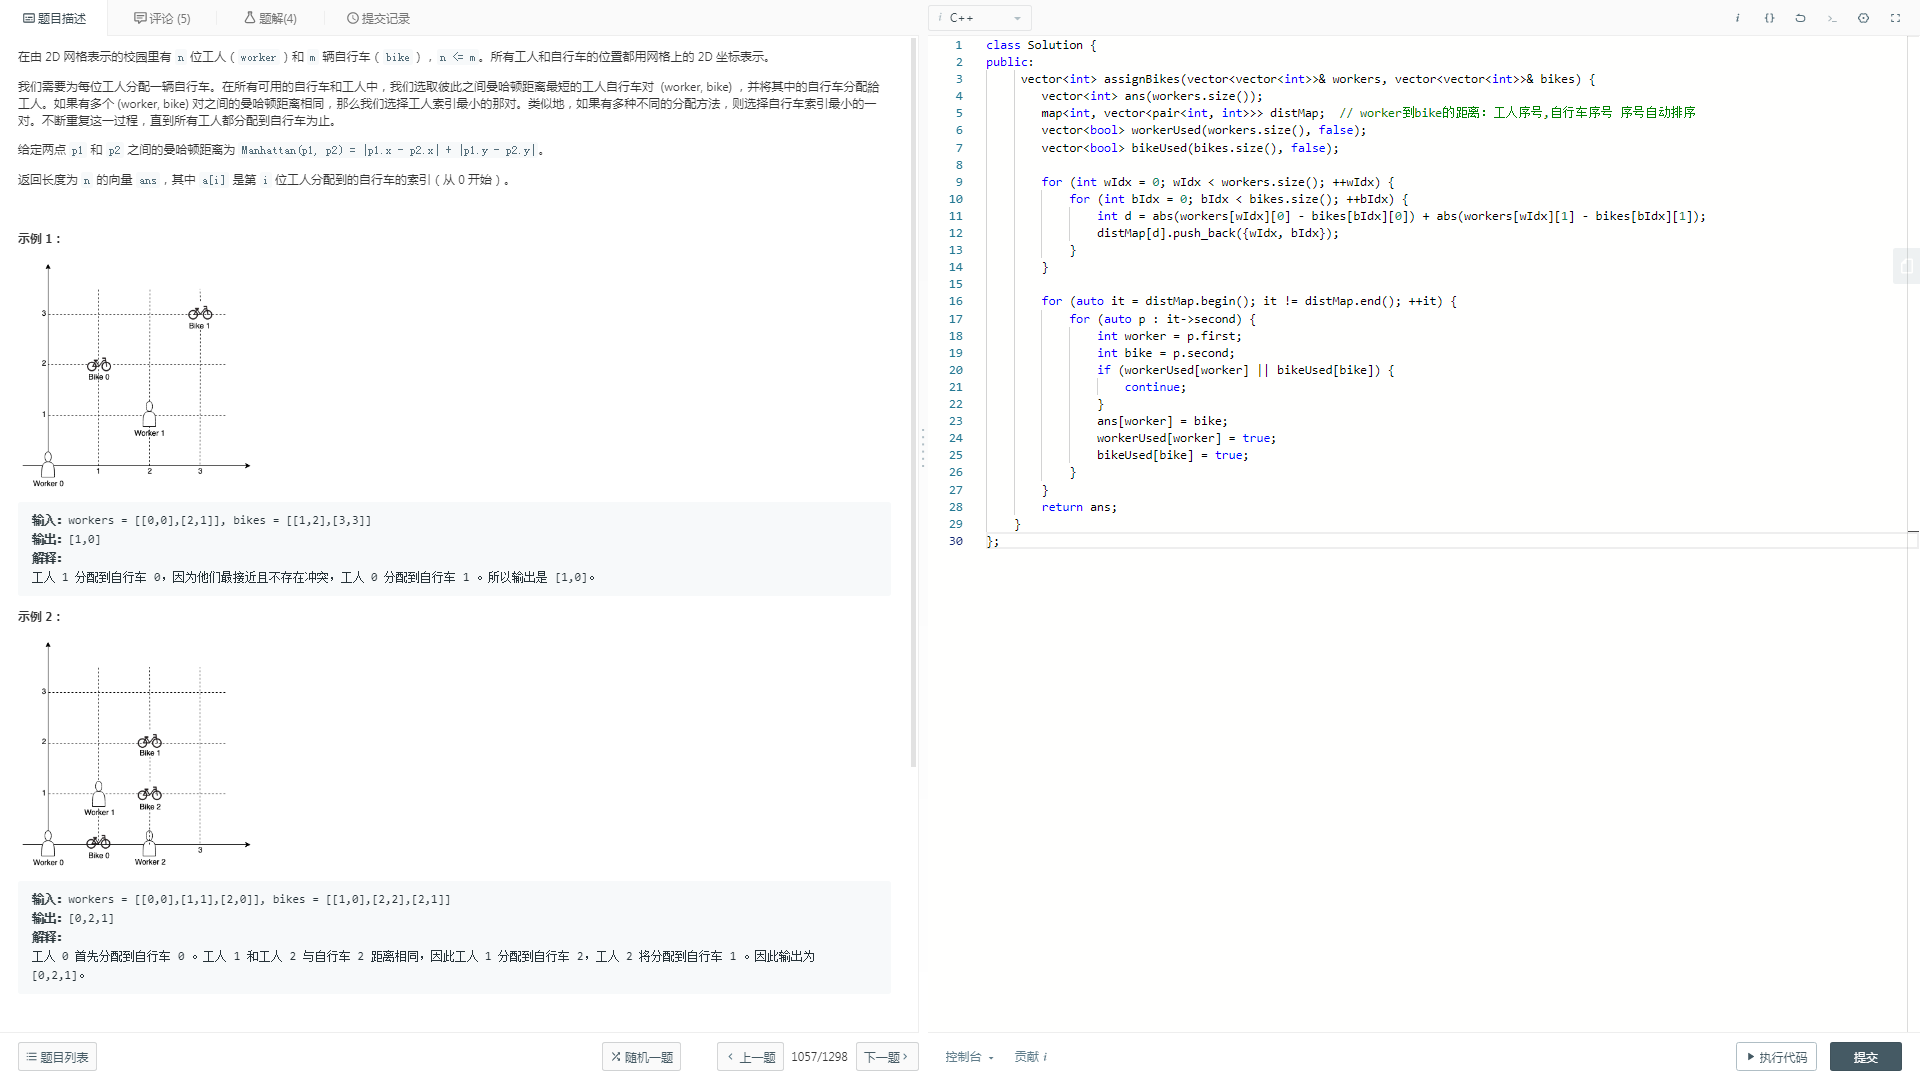 题目描述
评论 (5)
题解(4)
提交记录
在由 2D 网格表示的校园里有 n 位工人（ worker ）和 m 辆自行车（ bike ），n <= m。所有工人和自行车的位置都用网格上的 2D 坐标表示。
我们需要为每位工人分配一辆自行车。在所有可用的自行车和工人中，我们选取彼此之间曼哈顿距离最短的工人自行车对 (worker, bike) ，并将其中的自行车分配給
工人。如果有多个 (worker, bike) 对之间的曼哈顿距离相同，那么我们选择工人索引最小的那对。类似地，如果有多种不同的分配方法，则选择自行车索引最小的一
对。不断重复这一过程，直到所有工人都分配到自行车为止。
给定两点 p1 和 p2 之间的曼哈顿距离为 Manhattan(p1, p2) = |p1.x - p2.x| + |p1.y - p2.y|。
返回长度为 n 的向量 ans ，其中 a[i] 是第 i 位工人分配到的自行车的索引（从 0 开始）。
示例 1：
3
Bike 1
2
Bike 0
1
Worker 1
1
2
3
Worker 0
输入：workers = [[0,0],[2,1]], bikes = [[1,2],[3,3]]
输出：[1,0]
解释：
工人 1 分配到自行车 0，因为他们最接近且不存在冲突，工人 0 分配到自行车 1 。所以输出是 [1,0]。
示例 2：
3
2
Bike 1
1
Worker 1
Bike 2
Worker 0
Bike 0
Worker 2
3
输入：workers = [[0,0],[1,1],[2,0]], bikes = [[1,0],[2,2],[2,1]]
输出：[0,2,1]
解释：
工人 0 首先分配到自行车 0 。工人 1 和工人 2 与自行车 2 距离相同，因此工人 1 分配到自行车 2，工人 2 将分配到自行车 1 。因此输出为
[0,2,1]。
题目列表
随机一题
上一题
1057/1298
下一题
i C++
i {} >_
1 class Solution {
2 public:
3 vector<int> assignBikes(vector<vector<int>>& workers, vector<vector<int>>& bikes) {
4 vector<int> ans(workers.size());
5 map<int, vector<pair<int, int>>> distMap;  // worker到bike的距离：工人序号,自行车序号 序号自动排序
6 vector<bool> workerUsed(workers.size(), false);
7 vector<bool> bikeUsed(bikes.size(), false);
8
9 for (int wIdx = 0; wIdx < workers.size(); ++wIdx) {
10 for (int bIdx = 0; bIdx < bikes.size(); ++bIdx) {
11 int d = abs(workers[wIdx][0] - bikes[bIdx][0]) + abs(workers[wIdx][1] - bikes[bIdx][1]);
12 distMap[d].push_back({wIdx, bIdx});
13 }
14 }
15
16 for (auto it = distMap.begin(); it != distMap.end(); ++it) {
17 for (auto p : it->second) {
18 int worker = p.first;
19 int bike = p.second;
20 if (workerUsed[worker] || bikeUsed[bike]) {
21 continue;
22 }
23 ans[worker] = bike;
24 workerUsed[worker] = true;
25 bikeUsed[bike] = true;
26 }
27 }
28 return ans;
29 }
30 };
控制台
贡献 i
执行代码
提交